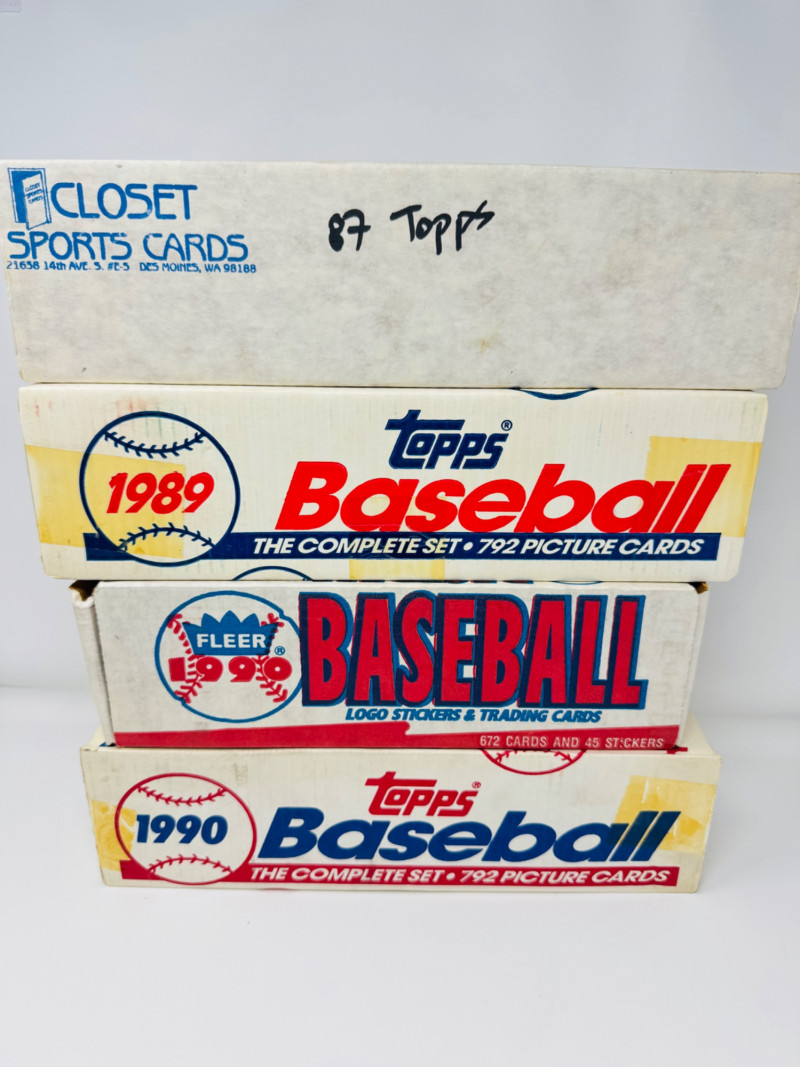 CLOSET
SPORTS CARDS
21658 14th AVE. S. #E-5 DES MOINES, WA 98188
87 Topps
topps®
1989
Baseball
THE COMPLETE SET • 792 PICTURE CARDS
FLEER®
1990
BASEBALL
LOGO STICKERS & TRADING CARDS
672 CARDS AND 45 STICKERS
topps®
1990
Baseball
THE COMPLETE SET • 792 PICTURE CARDS